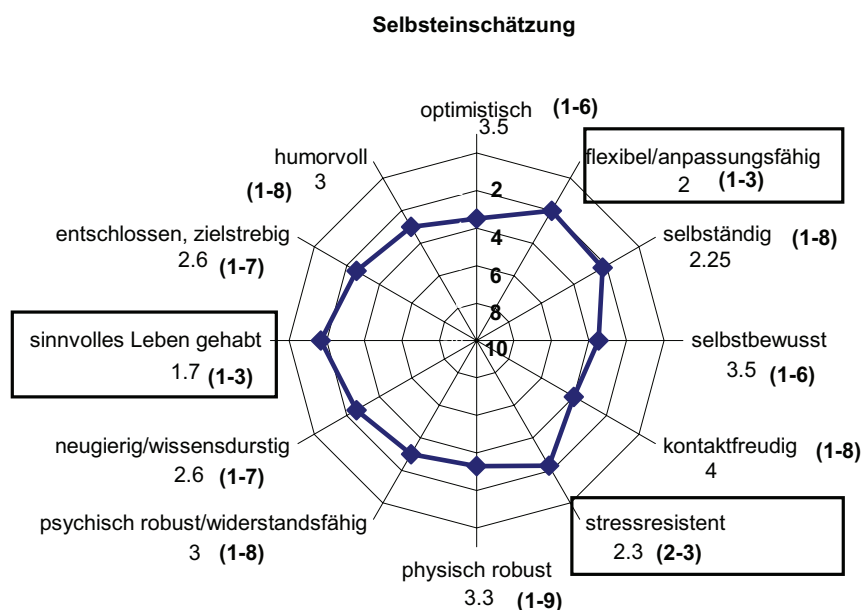 Selbsteinschätzung
optimistisch (1-6)
3.5
flexibel/anpassungsfähig
2 (1-3)
selbständig (1-8)
2.25
selbstbewusst
3.5 (1-6)
kontaktfreudig (1-8)
4
stressresistent
2.3 (2-3)
physisch robust
3.3 (1-9)
psychisch robust/widerstandsfähig
3 (1-8)
neugierig/wissensdurstig
2.6 (1-7)
sinnvolles Leben gehabt
1.7 (1-3)
entschlossen, zielstrebig
2.6 (1-7)
humorvoll
(1-8) 3
2
4
6
8
10